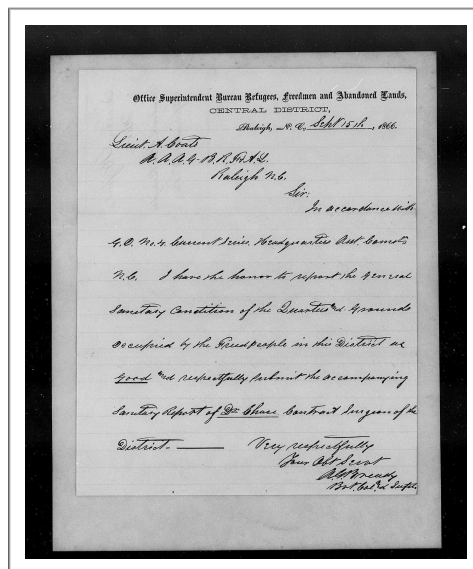 Office Superintendent Bureau Refugees, Freedmen and Abandoned Lands,
CENTRAL DISTRICT,
Raleigh, N. C., Sept 15th, 1866.
Lieut. A. Coats
A. A. A. G. B. R. F. & A. L.
Raleigh N.C.
Sir:
In accordance with
G.O. No. 4 Current Series, Headquarters Asst Comr
N.C. I have the honor to report the General
Sanitary Condition of the Quarters and Grounds
occupied by the Freedpeople in this District as
Good and respectfully submit the accompanying
Sanitary Report of Dr Chase Contract Surgeon of the
District. Very respectfully
Your Obt Servt
Bvt. Col. &  Supt.